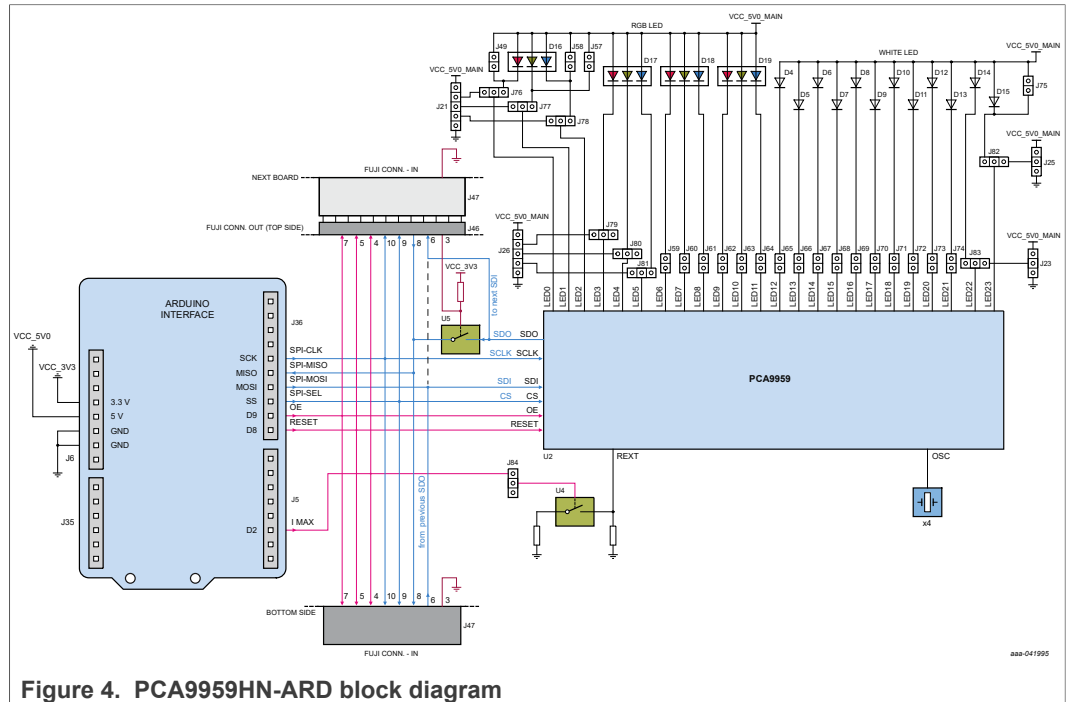 RGB LED
VCC_5V0_MAIN
J49
D16
J58
J57
D17
D18
D19
WHITE LED
VCC_5V0_MAIN
D4
D6
D8
D10
D12
D14
D5
D7
D9
D11
D13
D15
J75
VCC_5V0_MAIN
J76
J21
J77
J78
VCC_5V0_MAIN
J82
J25
FUJI CONN. - IN
NEXT BOARD
J47
FUJI CONN. OUT (TOP SIDE)
J46
7 5 4 10 9 8 6 3
VCC_5V0_MAIN
J26
J79
J80
J81
J59
J60
J61
J62
J63
J64
J65
J66
J67
J68
J69
J70
J71
J72
J73
J74
J83
VCC_5V0_MAIN
J23
LED0
LED1
LED2
LED3
LED4
LED5
LED6
LED7
LED8
LED9
LED10
LED11
LED12
LED13
LED14
LED15
LED16
LED17
LED18
LED19
LED20
LED21
LED22
LED23
VCC_3V3
U5
to next SDI
ARDUINO
INTERFACE
J36
VCC_5V0
VCC_3V3
3.3 V
5 V
GND
GND
J6
J35
SCK
MISO
MOSI
SS
D9
D8
J5
D2
SPI-CLK
SPI-MISO
SPI-MOSI
SPI-SEL
OE
RESET
I MAX
SDO SDO
SCLK SCLK
SDI SDI
CS CS
OE
RESET
PCA9959
U2
REXT
OSC
J84
U4
x4
from previous SDO
7 5 4 10 9 8 6 3
BOTTOM SIDE
J47
FUJI CONN. - IN
aaa-041995
Figure 4. PCA9959HN-ARD block diagram